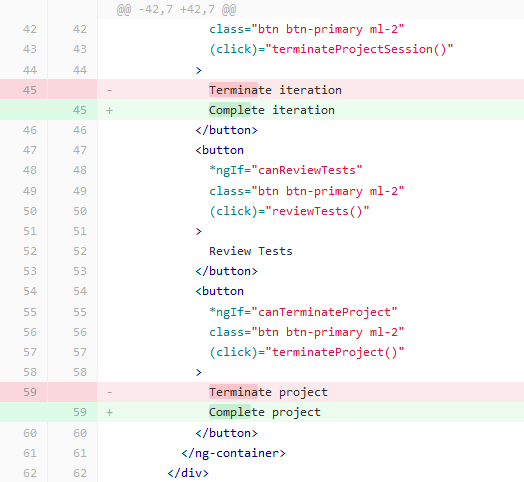 @@ -42,7 +42,7 @@
42 42 class="btn btn-primary ml-2"
43 43 (click)="terminateProjectSession()"
44 44 >
45 - Terminate iteration
45 + Complete iteration
46 46 </button>
47 47 <button
48 48 *ngIf="canReviewTests"
49 49 class="btn btn-primary ml-2"
50 50 (click)="reviewTests()"
51 51 >
52 52 Review Tests
53 53 </button>
54 54 <button
55 55 *ngIf="canTerminateProject"
56 56 class="btn btn-primary ml-2"
57 57 (click)="terminateProject()"
58 58 >
59 - Terminate project
59 + Complete project
60 60 </button>
61 61 </ng-container>
62 62 </div>